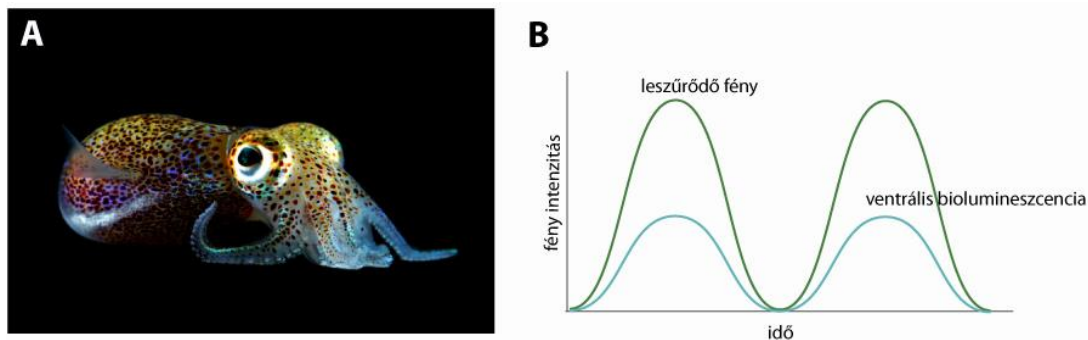 A
B
leszűrődő fény
fény intenzitás
ventrális biolumineszcencia
idő